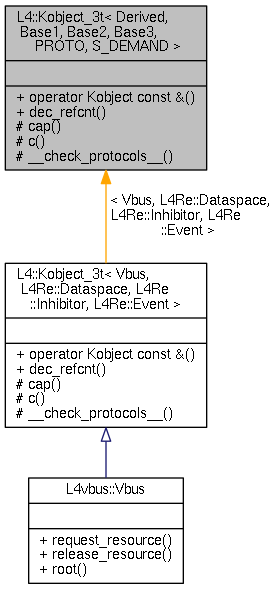 L4::Kobject_3t< Derived,
Base1, Base2, Base3,
PROTO, S_DEMAND >
+ operator Kobject const &()
+ dec_refcnt()
# cap()
# c()
# __check_protocols__()
< Vbus, L4Re::Dataspace,
L4Re::Inhibitor, L4Re
::Event >
L4::Kobject_3t< Vbus,
L4Re::Dataspace, L4Re
::Inhibitor, L4Re::Event >
+ operator Kobject const &()
+ dec_refcnt()
# cap()
# c()
# __check_protocols__()
L4vbus::Vbus
+ request_resource()
+ release_resource()
+ root()